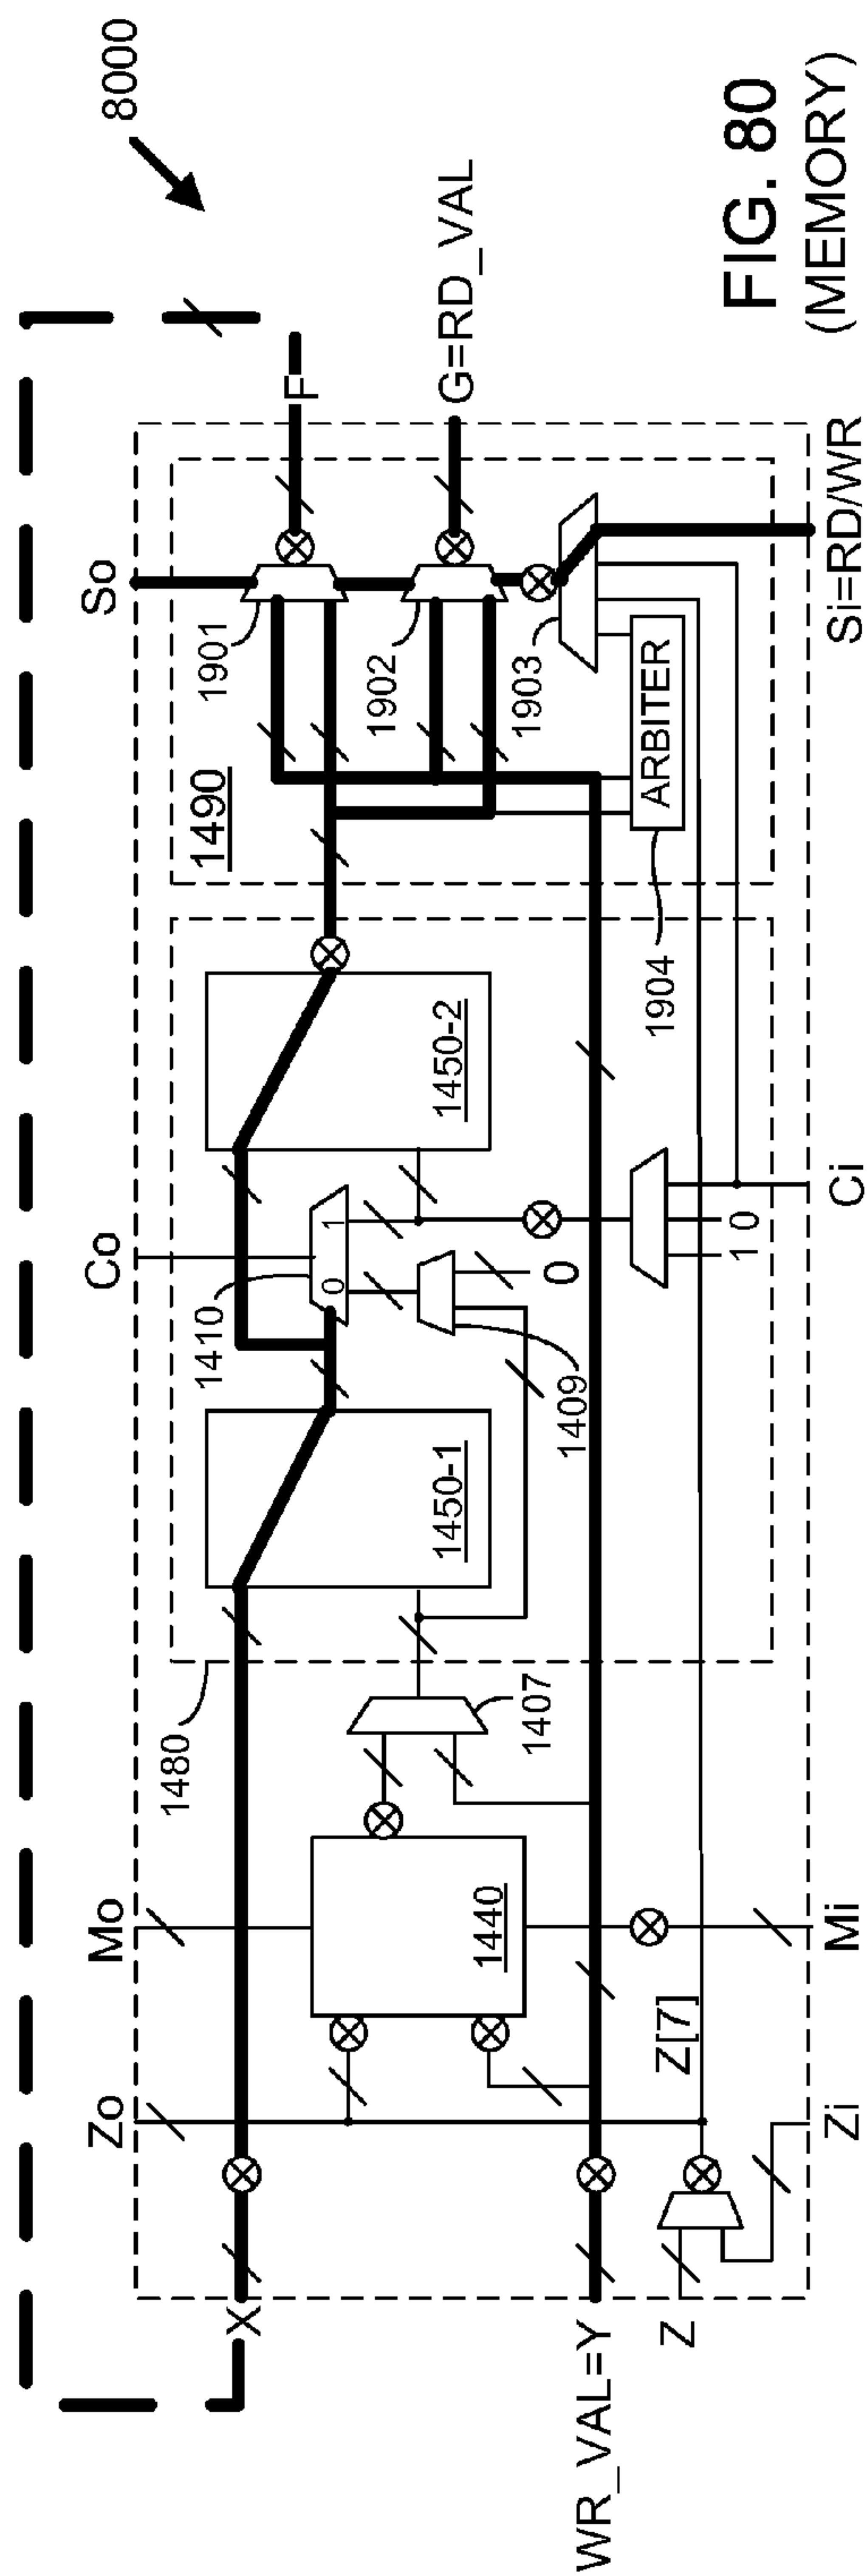 8000
FIG. 80
(MEMORY)
So
Co
Mo
Zo
F
G=RD_VAL
1901
1902
1903
1490
ARBITER
1904
1450-2
1410
0 1
0
1409
1450-1
1480
1407
1440
Z[7]
X
WR_VAL=Y
Z
Zi
Mi
1 0
Ci
Si=RD/WR